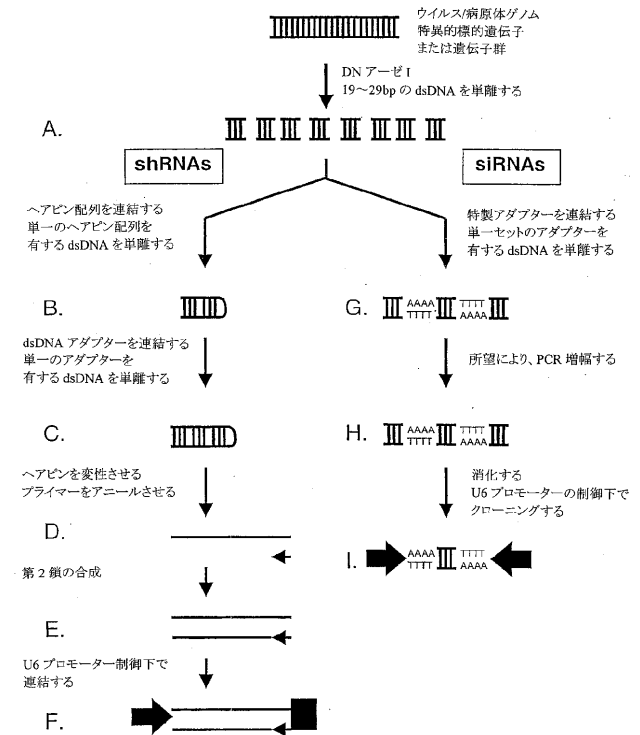 ウイルス/病原体ゲノム
特異的標的遺伝子
または遺伝子群
DNアーゼI
19〜29bpのdsDNAを単離する
A.
shRNAs
siRNAs
ヘアピン配列を連結する
単一のヘアピン配列を
有するdsDNAを単離する
特製アダプターを連結する
単一セットのアダプターを
有するdsDNAを単離する
B.
G.
AAAA TTTT
TTTT AAAA
dsDNAアダプターを連結する
単一のアダプターを
有するdsDNAを単離する
所望により、PCR増幅する
C.
H.
AAAA TTTT
TTTT AAAA
ヘアピンを変性させる
プライマーをアニールさせる
消化する
U6プロモーターの制御下で
クローニングする
D.
I.
AAAA TTTT
TTTT AAAA
第2鎖の合成
E.
U6プロモーター制御下で
連結する
F.